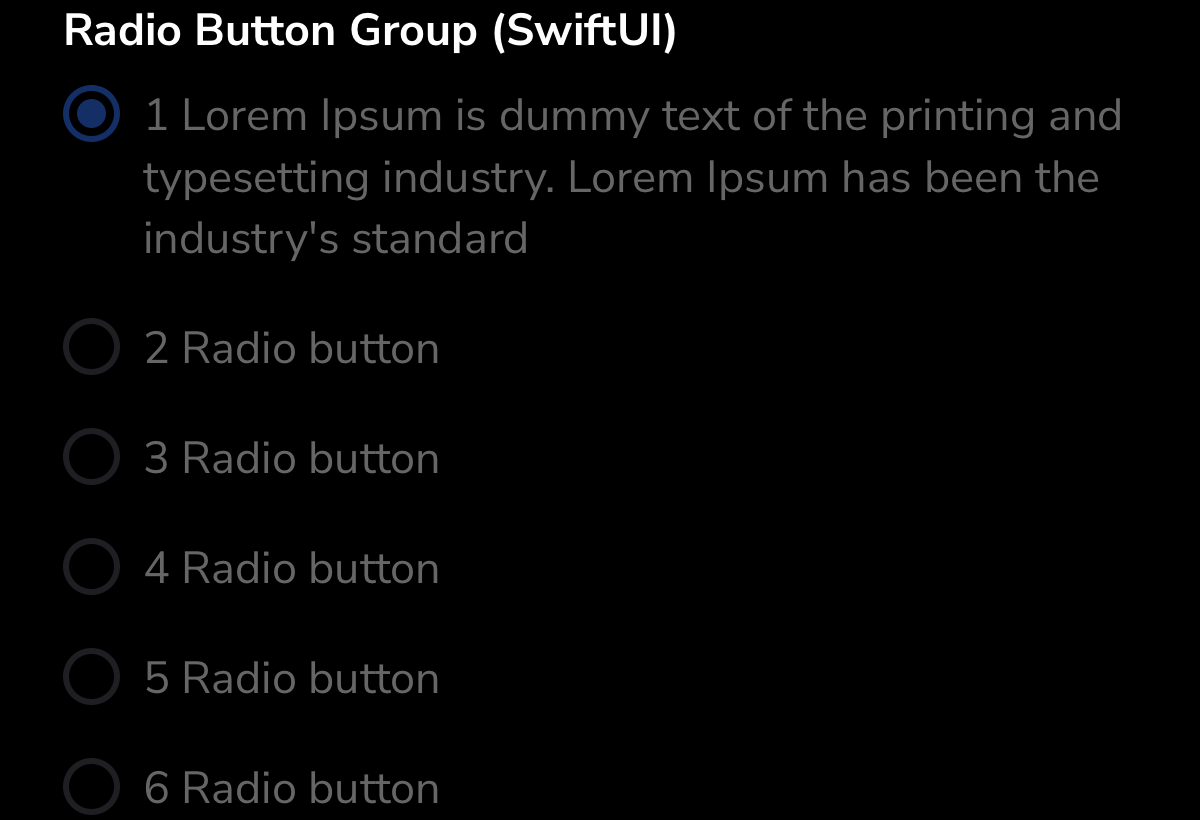 Radio Button Group (SwiftUI)
1 Lorem Ipsum is dummy text of the printing and
typesetting industry. Lorem Ipsum has been the
industry's standard
2 Radio button
3 Radio button
4 Radio button
5 Radio button
6 Radio button